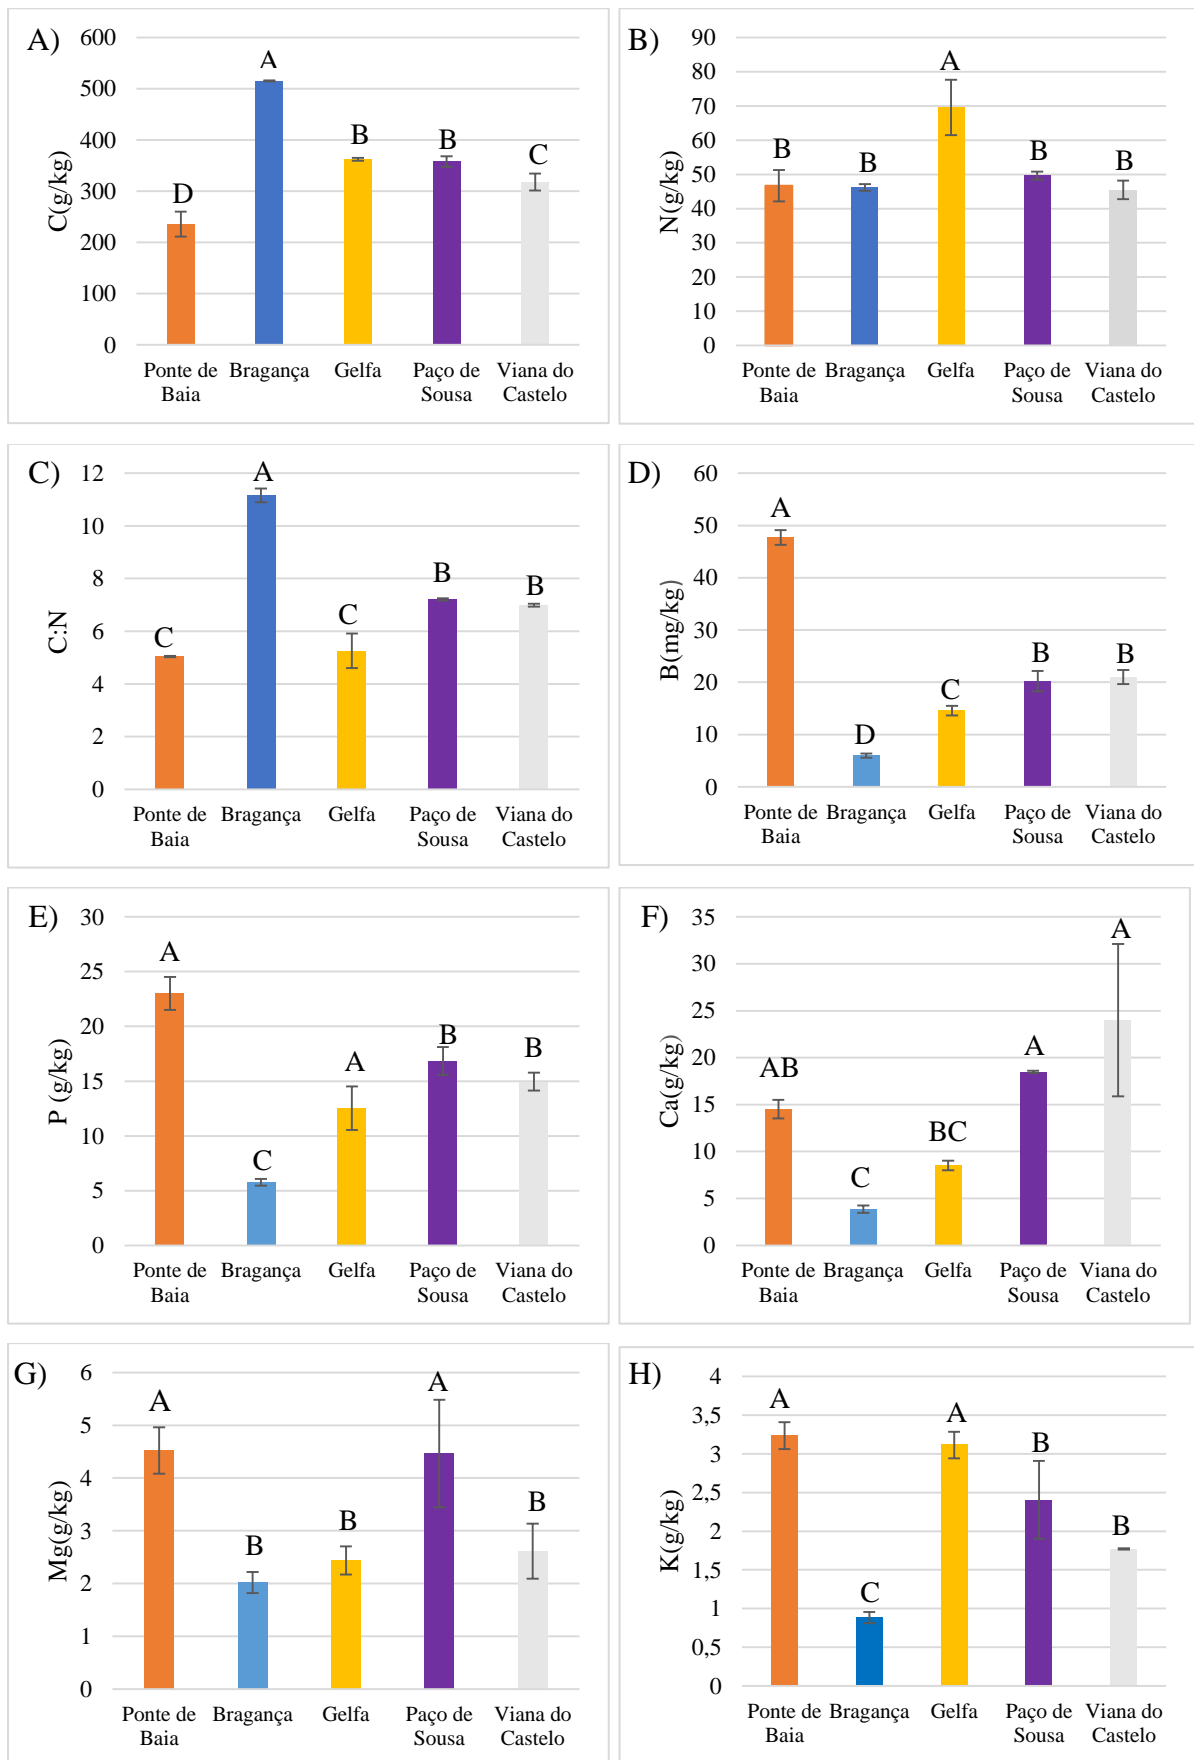 A)
C(g/kg)
600
500
400
300
200
100
0
D
A
B
B
C
Ponte de Baia
Bragança
Gelfa
Paço de Sousa
Viana do Castelo
B)
N(g/kg)
90
80
70
60
50
40
30
20
10
0
B
B
A
B
B
Ponte de Baia
Bragança
Gelfa
Paço de Sousa
Viana do Castelo
C)
C:N
12
10
8
6
4
2
0
C
A
C
B
B
Ponte de Baia
Bragança
Gelfa
Paço de Sousa
Viana do Castelo
D)
B(mg/kg)
60
50
40
30
20
10
0
A
D
C
B
B
Ponte de Baia
Bragança
Gelfa
Paço de Sousa
Viana do Castelo
E)
P (g/kg)
30
25
20
15
10
5
0
A
C
A
B
B
Ponte de Baia
Bragança
Gelfa
Paço de Sousa
Viana do Castelo
F)
Ca(g/kg)
35
30
25
20
15
10
5
0
AB
C
BC
A
A
Ponte de Baia
Bragança
Gelfa
Paço de Sousa
Viana do Castelo
G)
Mg(g/kg)
6
5
4
3
2
1
0
A
B
B
A
B
Ponte de Baia
Bragança
Gelfa
Paço de Sousa
Viana do Castelo
H)
K(g/kg)
4
3,5
3
2,5
2
1,5
1
0,5
0
A
C
A
B
B
Ponte de Baia
Bragança
Gelfa
Paço de Sousa
Viana do Castelo